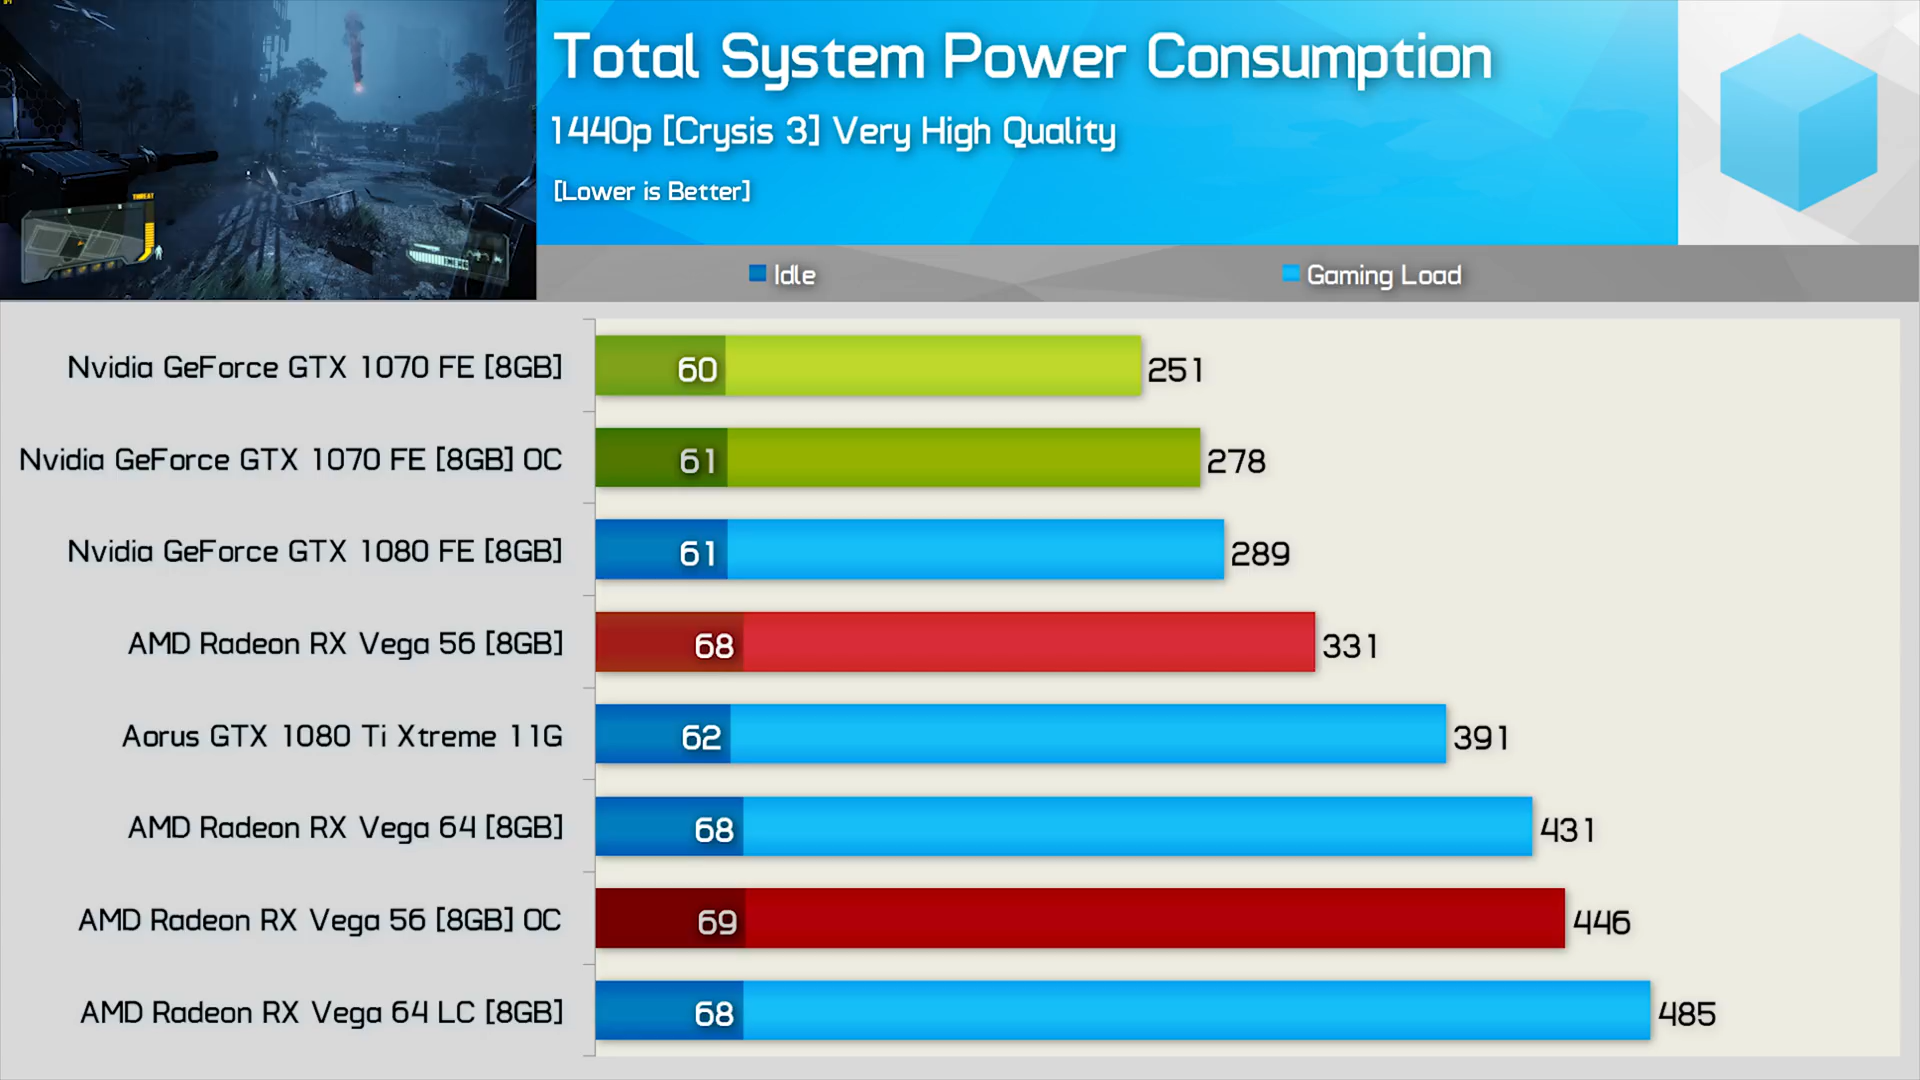 Total System Power Consumption
1440p [Crysis 3] Very High Quality
[Lower is Better]
THREAT
Idle
Gaming Load
Nvidia GeForce GTX 1070 FE [8GB] 60 251
Nvidia GeForce GTX 1070 FE [8GB] OC 61 278
Nvidia GeForce GTX 1080 FE [8GB] 61 289
AMD Radeon RX Vega 56 [8GB] 68 331
Aorus GTX 1080 Ti Xtreme 11G 62 391
AMD Radeon RX Vega 64 [8GB] 68 431
AMD Radeon RX Vega 56 [8GB] OC 69 446
AMD Radeon RX Vega 64 LC [8GB] 68 485